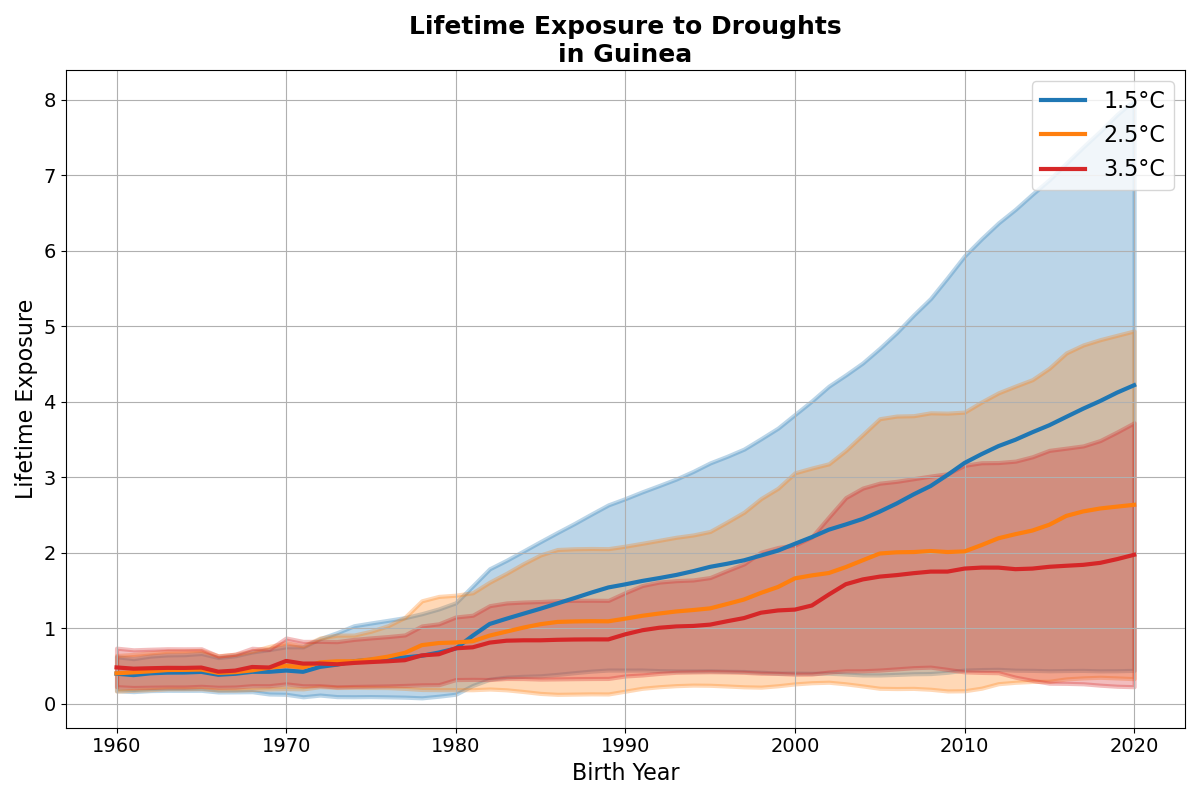 Lifetime Exposure to Droughts
in Guinea
1.5°C
2.5°C
3.5°C
Lifetime Exposure
8
7
6
5
4
3
2
1
0
1960 1970 1980 1990 2000 2010 2020
Birth Year